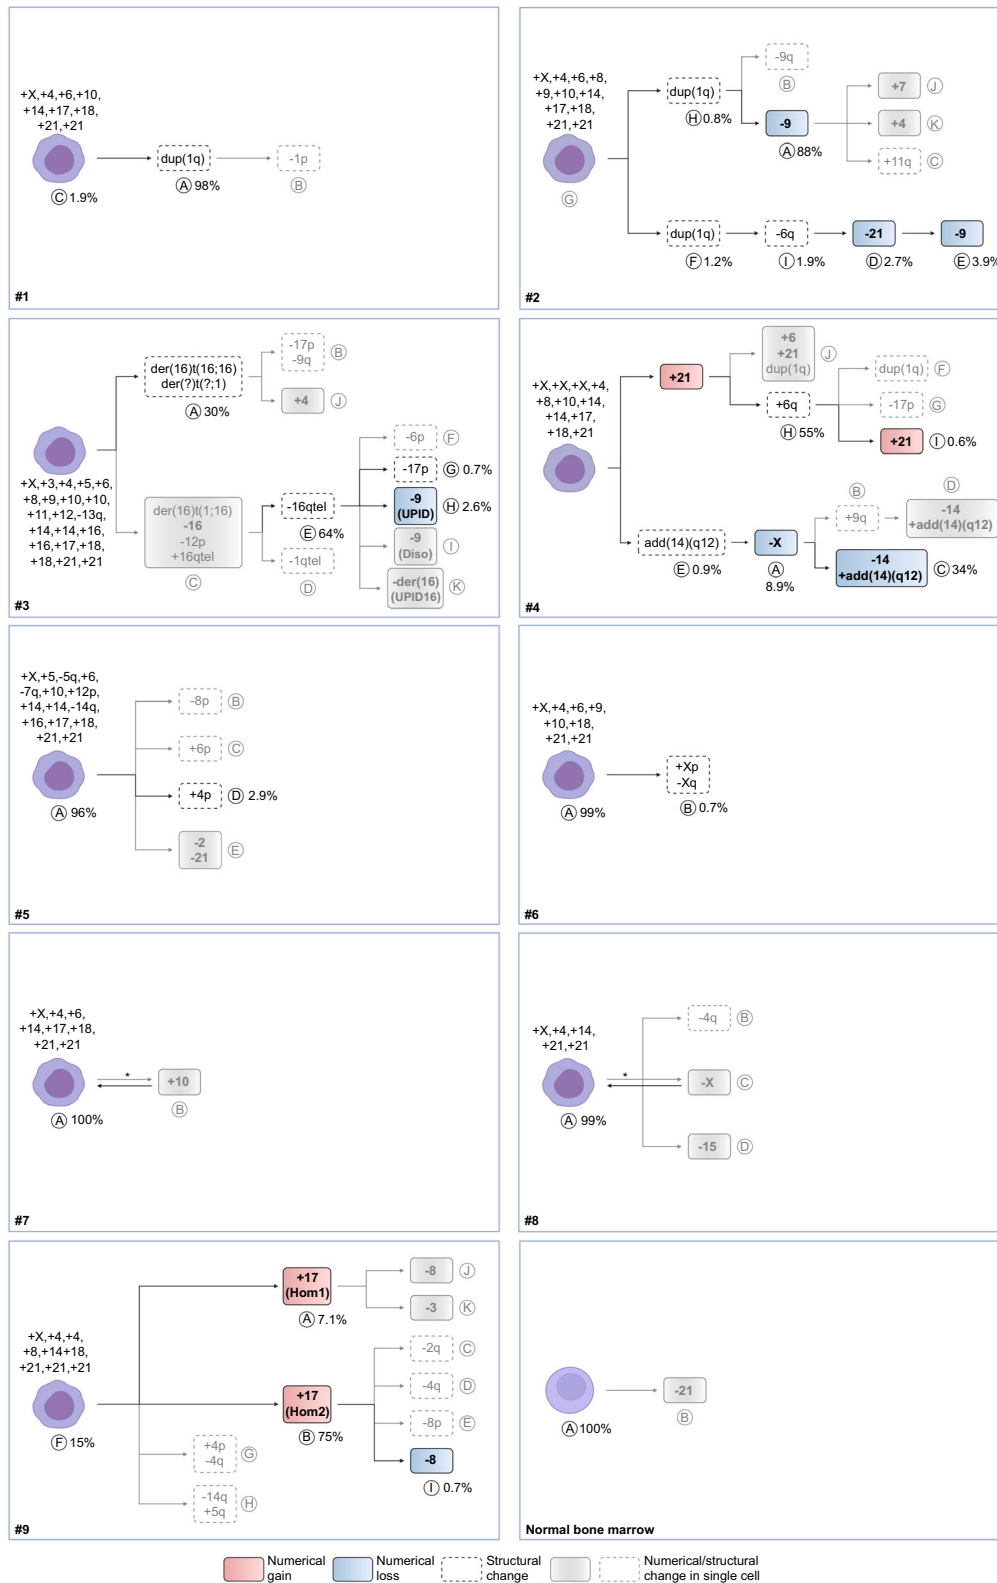 +X,+4,+6,+10,
+14,+17,+18,
+21,+21
C 1.9%
dup(1q)
A 98%
-1p
B
#1
+X,+4,+6,+8,
+9,+10,+14,
+17,+18,
+21,+21
G
dup(1q)
H 0.8%
-9q
B
-9
A 88%
+7
J
+4
K
+11q
C
dup(1q)
F 1.2%
-6q
I 1.9%
-21
D 2.7%
-9
E 3.9%
#2
der(16)t(16;16)
der(?)t(?;1)
A 30%
-17p
-9q
B
+4
J
+X,+3,+4,+5,+6,
+8,+9,+10,+10,
+11,+12,-13q,
+14,+14,+16,
+16,+17,+18,
+18,+21,+21
der(16)t(1;16)
-16
-12p
+16qtel
C
-16qtel
E 64%
-1qtel
D
-6p
F
-17p
G 0.7%
-9
(UPID)
H 2.6%
-9
(Diso)
I
-der(16)
(UPID16)
K
#3
+X,+X,+X,+4,
+8,+10,+14,
+14,+17,
+18,+21
+21
+6
+21
dup(1q)
J
+6q
H 55%
dup(1q)
F
-17p
G
+21
I 0.6%
add(14)(q12)
E 0.9%
-X
A
8.9%
B
+9q
D
-14
+add(14)(q12)
-14
+add(14)(q12)
C 34%
#4
+X,+5,-5q,+6,
-7q,+10,+12p,
+14,+14,-14q,
+16,+17,+18,
+21,+21
A 96%
-8p
B
+6p
C
+4p
D 2.9%
-2
-21
E
#5
+X,+4,+6,+9,
+10,+18,
+21,+21
A 99%
+Xp
-Xq
B 0.7%
#6
+X,+4,+6,
+14,+17,+18,
+21,+21
A 100%
*
+10
B
#7
+X,+4,+14,
+21,+21
A 99%
*
-4q
B
-X
C
-15
D
#8
+X,+4,+4,
+8,+14+18,
+21,+21,+21
F 15%
+17
(Hom1)
A 7.1%
-8
J
-3
K
+17
(Hom2)
B 75%
-2q
C
-4q
D
-8p
E
-8
I 0.7%
+4p
-4q
G
-14q
+5q
H
#9
A 100%
-21
B
Normal bone marrow
Numerical
gain
Numerical
loss
Structural
change
Numerical/structural
change in single cell